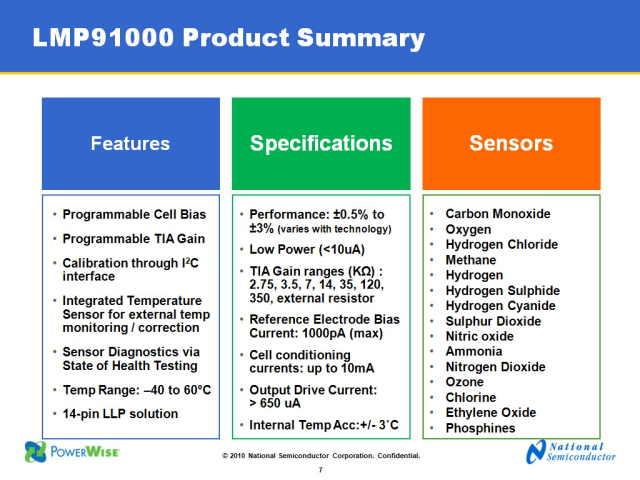 LMP91000 Product Summary
Features
Specifications
Sensors
• Programmable Cell Bias
• Programmable TIA Gain
• Calibration through I²C
interface
• Integrated Temperature
Sensor for external temp
monitoring / correction
• Sensor Diagnostics via
State of Health Testing
• Temp Range: –40 to 60°C
• 14-pin LLP solution
• Performance: ±0.5% to
±3% (varies with technology)
• Low Power (<10uA)
• TIA Gain ranges (KΩ) :
2.75, 3.5, 7, 14, 35, 120,
350, external resistor
• Reference Electrode Bias
Current: 1000pA (max)
• Cell conditioning
currents: up to 10mA
• Output Drive Current:
> 650 uA
• Internal Temp Acc:+/- 3˚C
• Carbon Monoxide
• Oxygen
• Hydrogen Chloride
• Methane
• Hydrogen
• Hydrogen Sulphide
• Hydrogen Cyanide
• Sulphur Dioxide
• Nitric oxide
• Ammonia
• Nitrogen Dioxide
• Ozone
• Chlorine
• Ethylene Oxide
• Phosphines
POWERWISE®
© 2010 National Semiconductor Corporation. Confidential.
7
National
Semiconductor